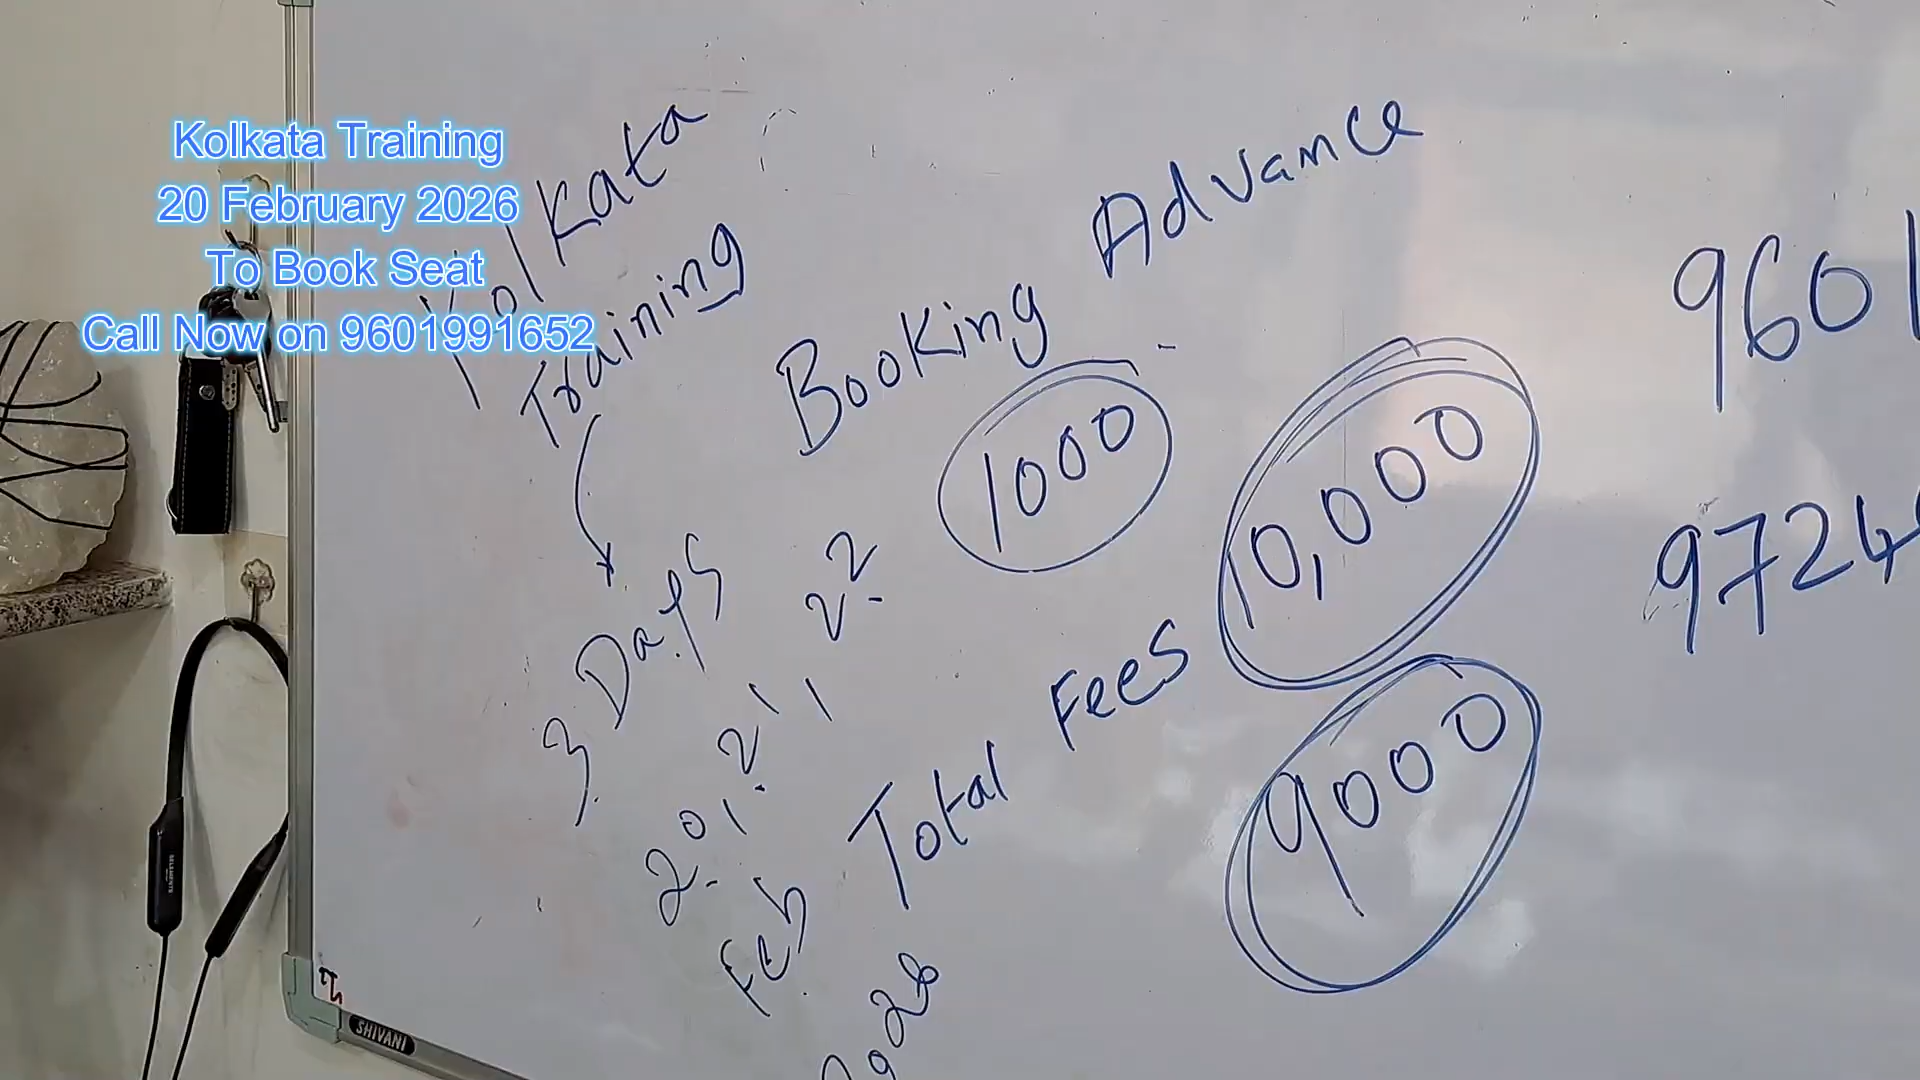 Kolkata Training
20 February 2026
To Book Seat
Call Now on 9601991652
Kolkata
Training
3 Days
20, 21, 22
Feb
Booking Advance
1000
Total Fees
10,000
9000
9601
9724
SHIVANI